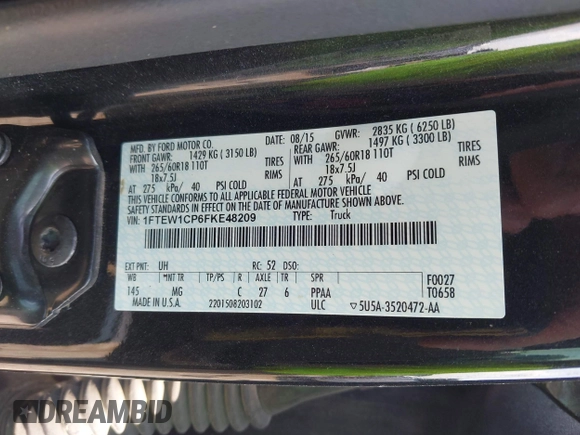 MFD. BY FORD MOTOR CO.
08/15 GVWR: 2835 KG ( 6250 LB)
FRONT GAWR: 1429 KG ( 3150 LB) REAR GAWR: 1497 KG ( 3300 LB)
WITH 265/60R18 110T TIRES WITH 265/60R18 110T TIRES
18x7.5J RIMS 18x7.5J RIMS
AT 275 kPa/ 40 PSI COLD AT 275 kPa/ 40 PSI COLD
THIS VEHICLE CONFORMS TO ALL APPLICABLE FEDERAL MOTOR VEHICLE
SAFETY STANDARDS IN EFFECT ON THE DATE OF MANUFACTURE SHOWN ABOVE.
VIN: 1FTEW1CP6FKE48209 TYPE: Truck
EXT PNT: UH RC: 52 DSO:
WB *NT TR TP/PS R AXLE TR SPR F0027
145 MG C 27 6 PPAA T0658
MADE IN U.S.A. 2201508203102 ULC ▽5U5A-3520472-AA
DREAMBID